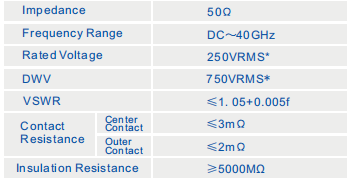 Impedance 50Ω
Frequency Range DC~40GHz
Rated Voltage 250VRMS*
DWV 750VRMS*
VSWR ≤1. 05+0.005f
Contact Resistance Center Contact ≤3mΩ
Outer Contact ≤2mΩ
Insulation Resistance ≥5000MΩ